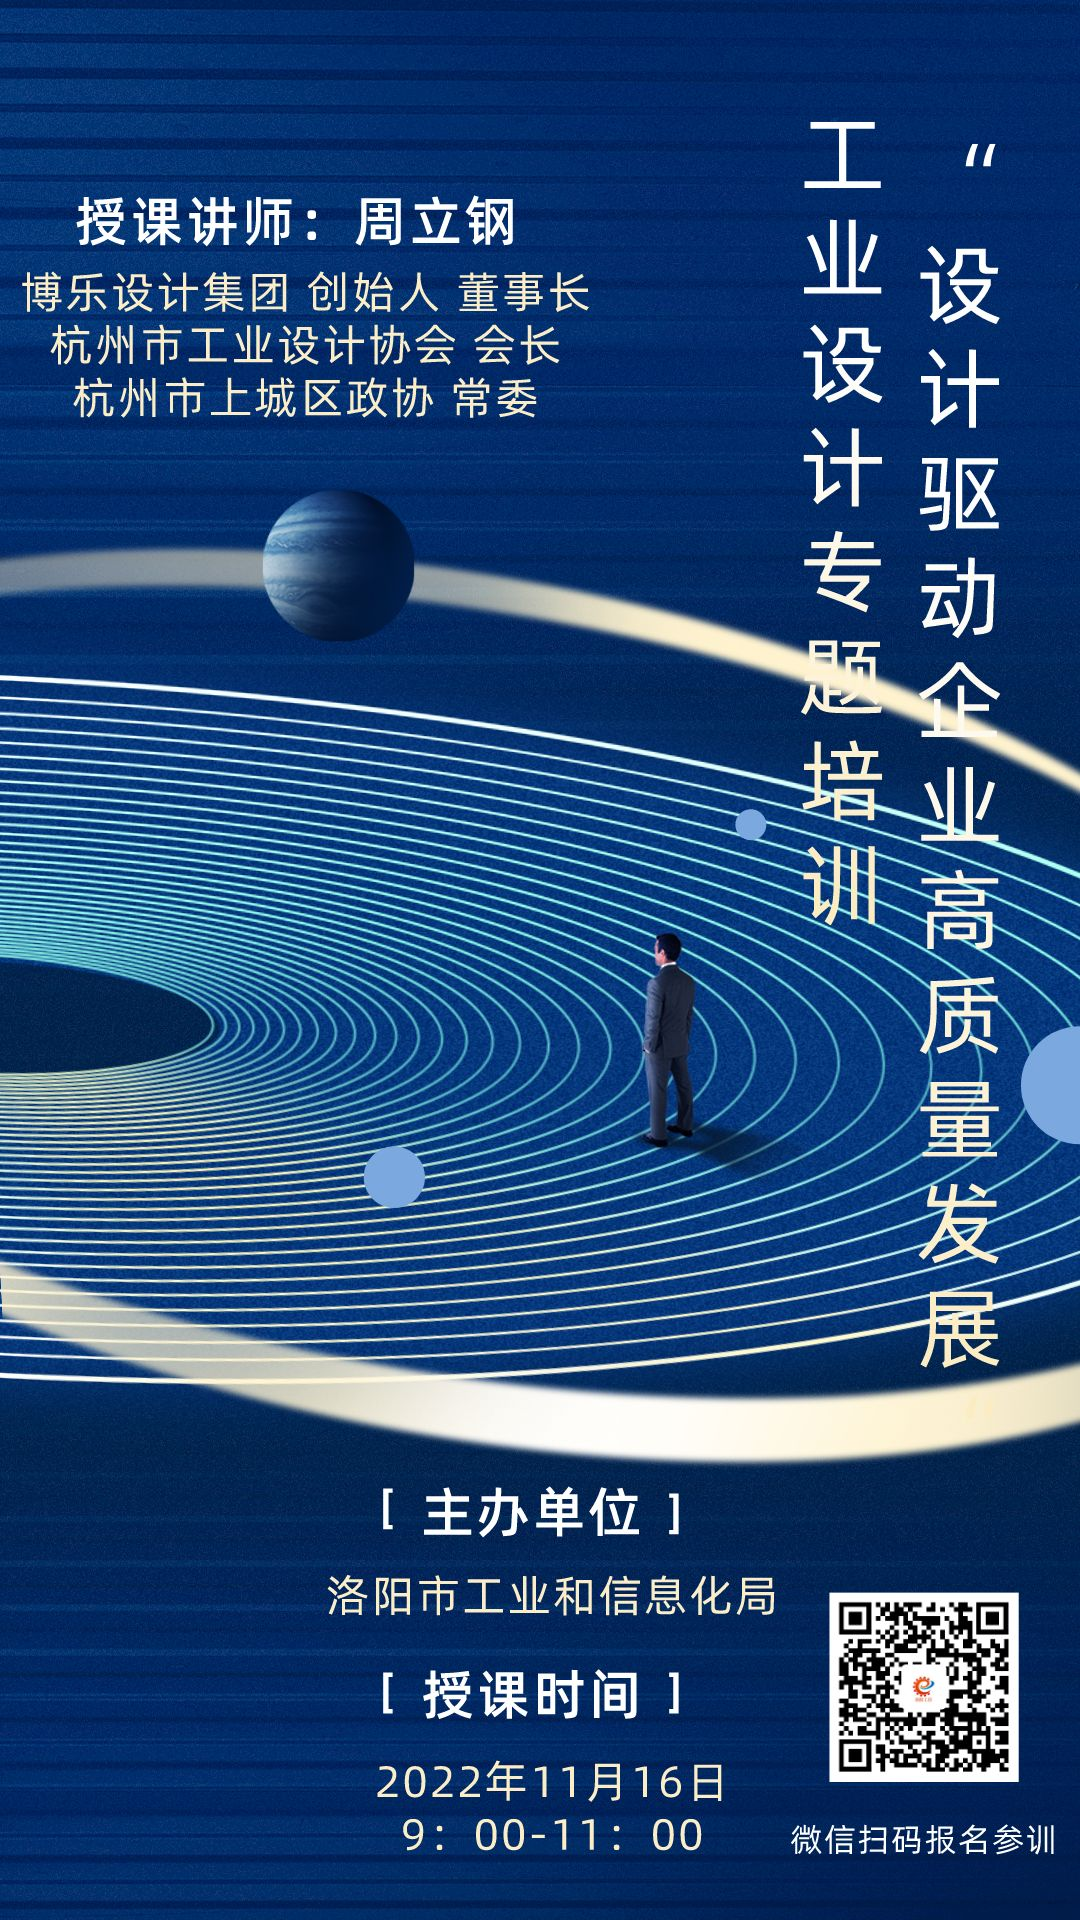 “设计驱动企业高质量发展“
工业设计专题培训
授课讲师：周立钢
博乐设计集团 创始人 董事长
杭州市工业设计协会 会长
杭州市上城区政协 常委
[ 主办单位 ]
洛阳市工业和信息化局
[ 授课时间 ]
2022年11月16日
9：00-11：00
微信扫码报名参训